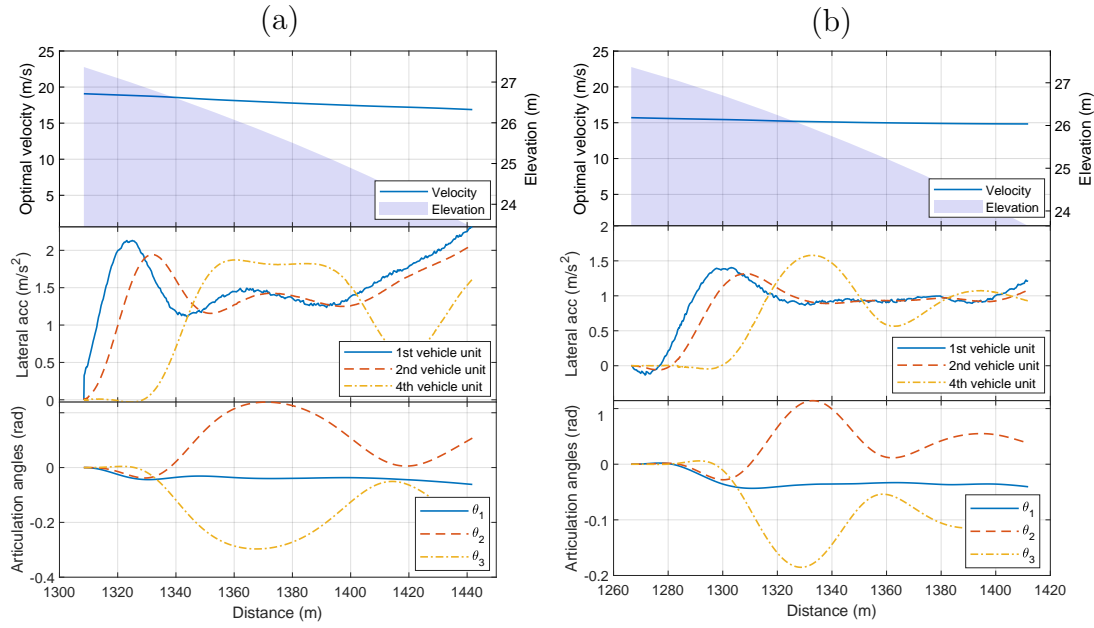 (a)
Optimal velocity (m/s)
25
20
15
10
5
27
26
25
24
Elevation (m)
Velocity
Elevation
Lateral acc (m/s²)
2
1.5
1
0.5
0
1st vehicle unit
2nd vehicle unit
4th vehicle unit
Articulation angles (rad)
0
-0.2
-0.4
θ₁
θ₂
θ₃
1300 1320 1340 1360 1380 1400 1420 1440
Distance (m)
(b)
Optimal velocity (m/s)
25
20
15
10
5
27
26
25
24
Elevation (m)
Velocity
Elevation
Lateral acc (m/s²)
2
1.5
1
0.5
0
1st vehicle unit
2nd vehicle unit
4th vehicle unit
Articulation angles (rad)
1
0
-0.1
-0.2
θ₁
θ₂
θ₃
1260 1280 1300 1320 1340 1360 1380 1400 1420
Distance (m)